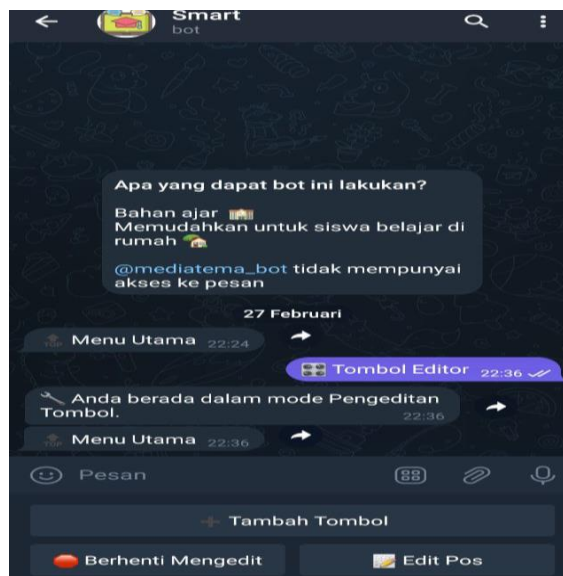 Smart
bot
Apa yang dapat bot ini lakukan?
Bahan ajar 🏫
Memudahkan untuk siswa belajar di
rumah 🏡
@mediatema_bot tidak mempunyai
akses ke pesan
27 Februari
🔝 Menu Utama 22:24
🎛 Tombol Editor 22:36
🔧 Anda berada dalam mode Pengeditan
Tombol. 22:36
🔝 Menu Utama 22:36
Pesan
➕ Tambah Tombol
🛑 Berhenti Mengedit
📝 Edit Pos